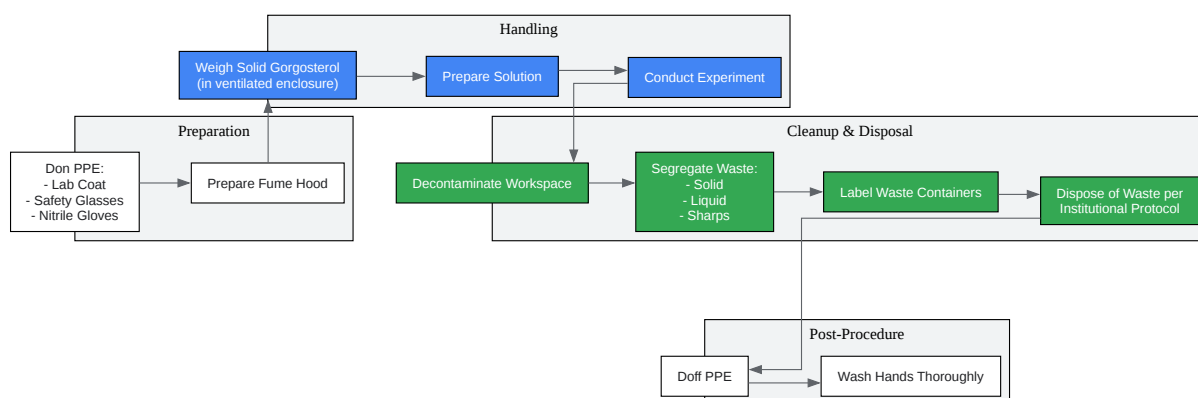 Handling
Weigh Solid Gorgosterol
(in ventilated enclosure)
Prepare Solution
Conduct Experiment
Preparation
Don PPE:
- Lab Coat
- Safety Glasses
- Nitrile Gloves
Prepare Fume Hood
Cleanup & Disposal
Decontaminate Workspace
Segregate Waste:
- Solid
- Liquid
- Sharps
Label Waste Containers
Dispose of Waste per
Institutional Protocol
Post-Procedure
Doff PPE
Wash Hands Thoroughly